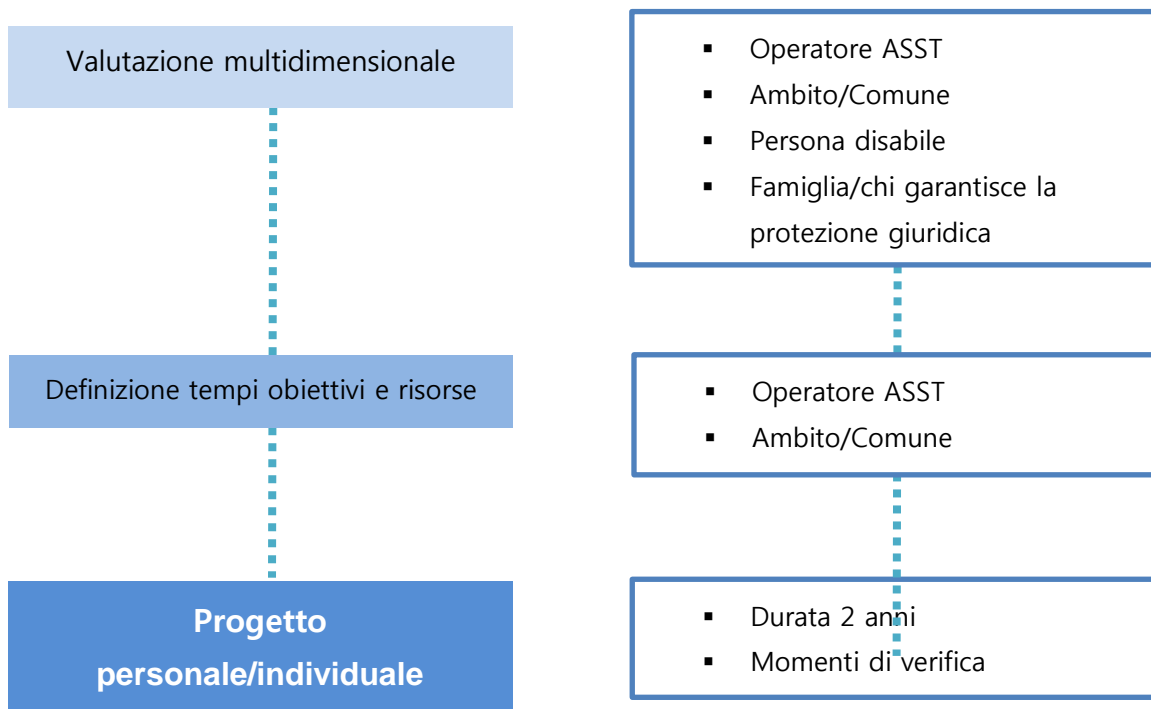 Valutazione multidimensionale
▪ Operatore ASST
▪ Ambito/Comune
▪ Persona disabile
▪ Famiglia/chi garantisce la
protezione giuridica
Definizione tempi obiettivi e risorse
▪ Operatore ASST
▪ Ambito/Comune
Progetto
personale/individuale
▪ Durata 2 anni
▪ Momenti di verifica